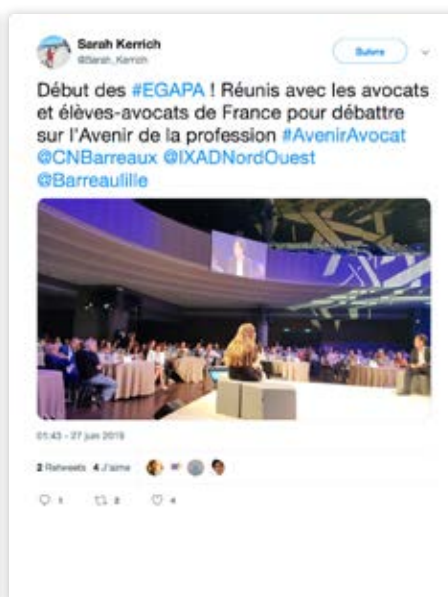 Sarah Kerrich
@Sarah_Kerrich
Suivre
Début des #EGAPA ! Réunis avec les avocats
et élèves-avocats de France pour débattre
sur l'Avenir de la profession #AvenirAvocat
@CNBarreaux @IXADNordOuest
@Barreaulille
01:43 - 27 juin 2019
2 Retweets 4 J'aime
1 2 4